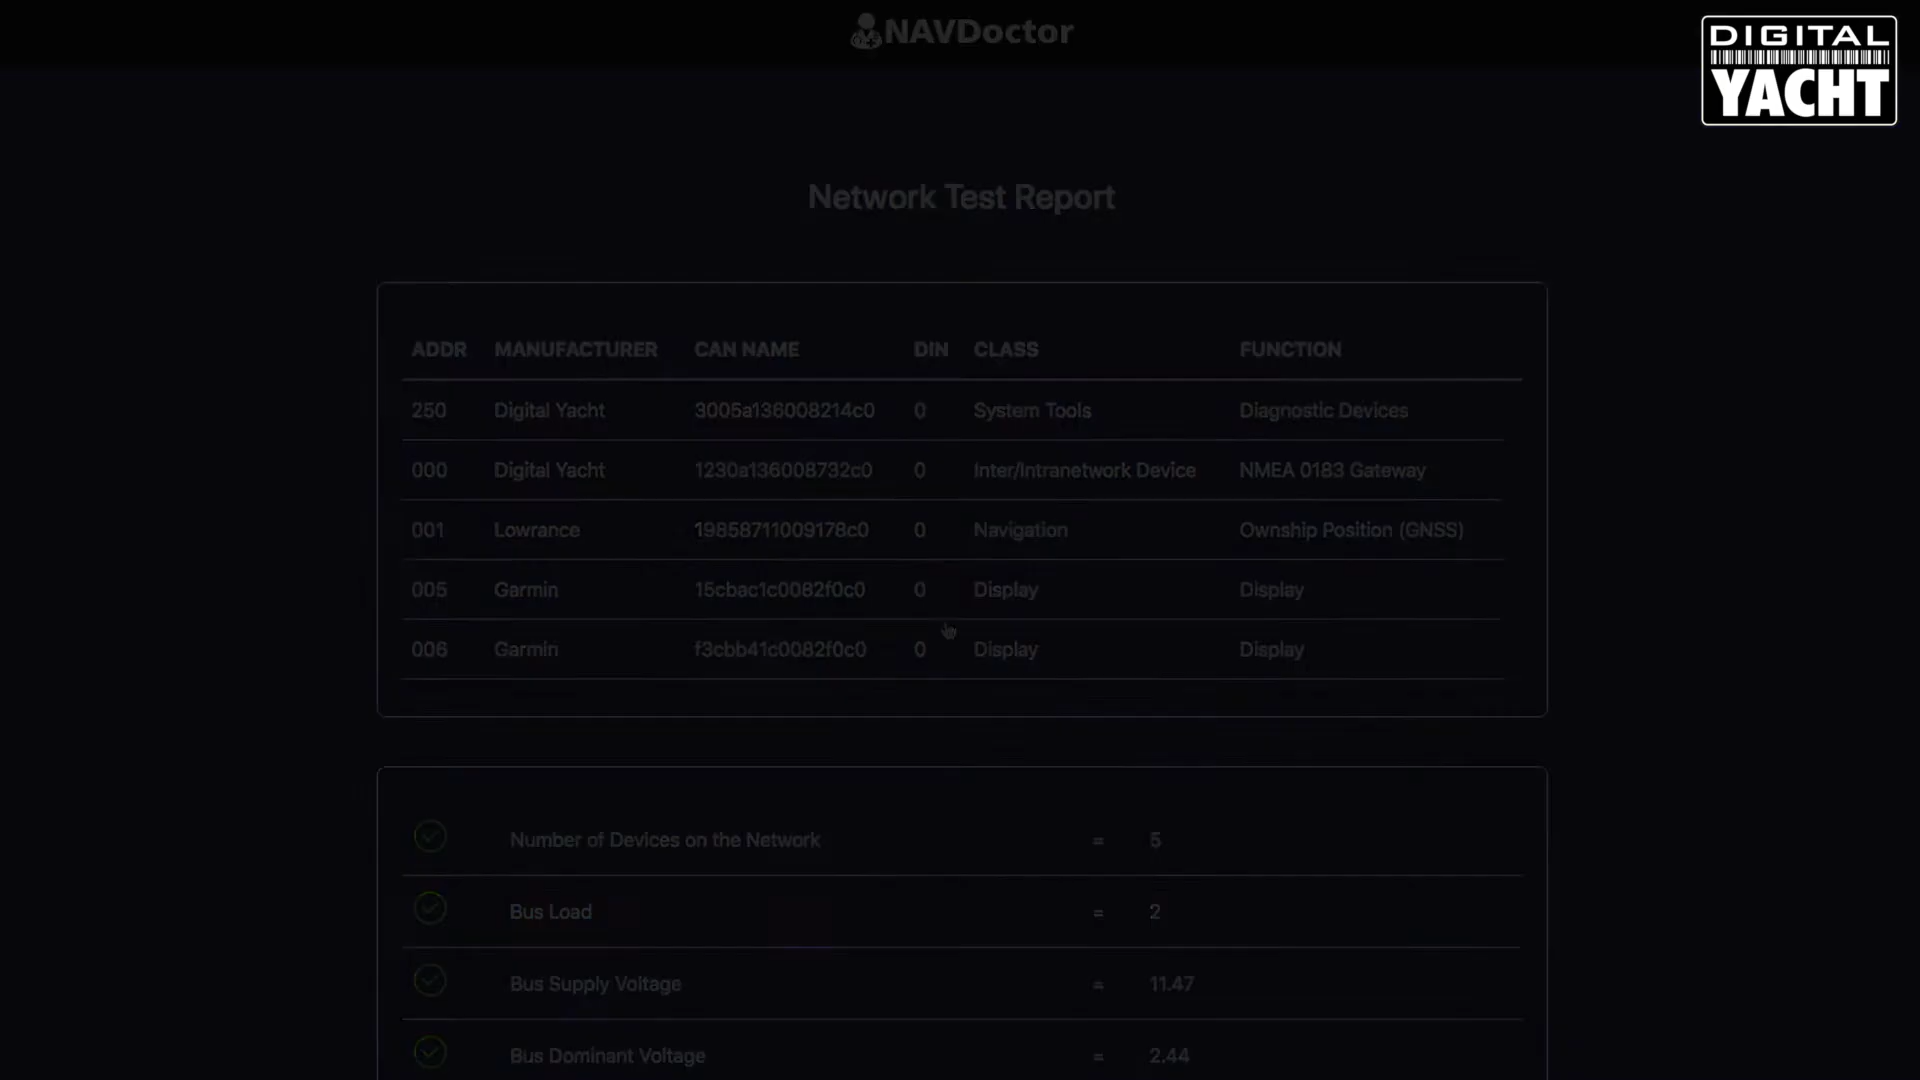 NAVDoctor
DIGITAL
YACHT
Network Test Report
ADDR MANUFACTURER CAN NAME DIN CLASS FUNCTION
250 Digital Yacht 3005a136008214c0 0 System Tools Diagnostic Devices
000 Digital Yacht 1230a136008732c0 0 Inter/Intranetwork Device NMEA 0183 Gateway
001 Lowrance 19858711009178c0 0 Navigation Ownship Position (GNSS)
005 Garmin 15cbac1c0082f0c0 0 Display Display
006 Garmin f3cbb41c0082f0c0 0 Display Display
Number of Devices on the Network = 5
Bus Load = 2
Bus Supply Voltage = 11.47
Bus Dominant Voltage = 2.44